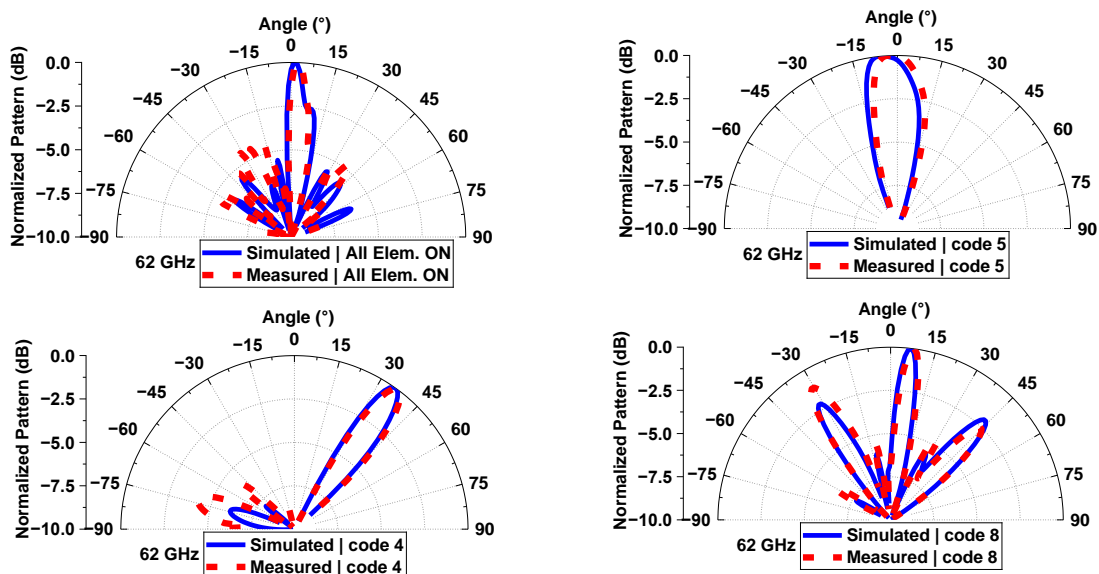 Angle (°)
−15 0 15
−30 30
−45 45
−60 60
−75 75
−90 90
Normalized Pattern (dB)
0.0
−2.5
−5.0
−7.5
−10.0
62 GHz
Simulated | All Elem. ON
Measured | All Elem. ON
Angle (°)
−15 0 15
−30 30
−45 45
−60 60
−75 75
−90 90
Normalized Pattern (dB)
0.0
−2.5
−5.0
−7.5
−10.0
62 GHz
Simulated | code 5
Measured | code 5
Angle (°)
−15 0 15
−30 30
−45 45
−60 60
−75 75
−90 90
Normalized Pattern (dB)
0.0
−2.5
−5.0
−7.5
−10.0
62 GHz
Simulated | code 4
Measured | code 4
Angle (°)
−15 0 15
−30 30
−45 45
−60 60
−75 75
−90 90
Normalized Pattern (dB)
0.0
−2.5
−5.0
−7.5
−10.0
62 GHz
Simulated | code 8
Measured | code 8